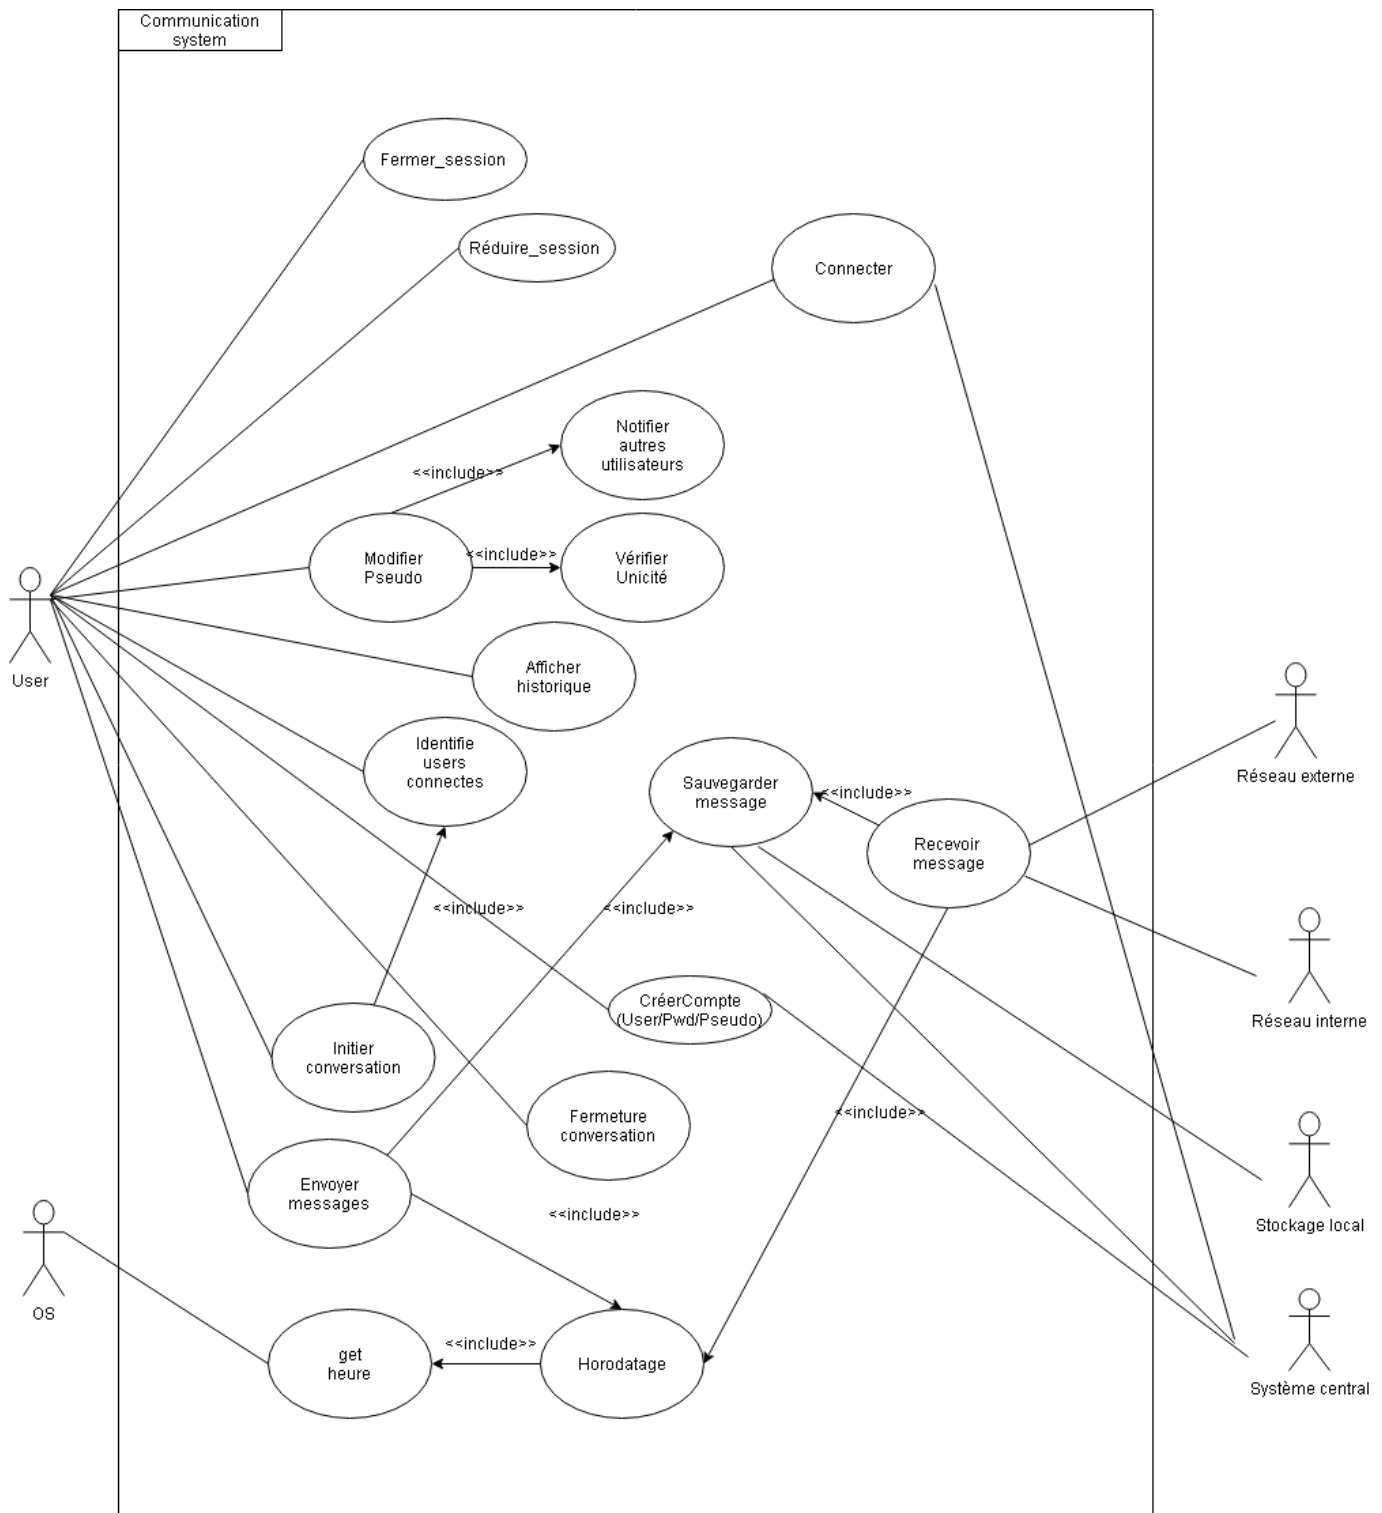 Communication
system
Fermer_session
Réduire_session
Connecter
Notifier
autres
utilisateurs
<<include>>
Modifier
Pseudo
<<include>>
Vérifier
Unicité
User
Afficher
historique
Identifie
users
connectes
Sauvegarder
message
<<include>>
Recevoir
message
Réseau externe
<<include>>
<<include>>
CréerCompte
(User/Pwd/Pseudo)
Réseau interne
Initier
conversation
Fermeture
conversation
<<include>>
Envoyer
messages
<<include>>
Stockage local
OS
get
heure
<<include>>
Horodatage
Système central